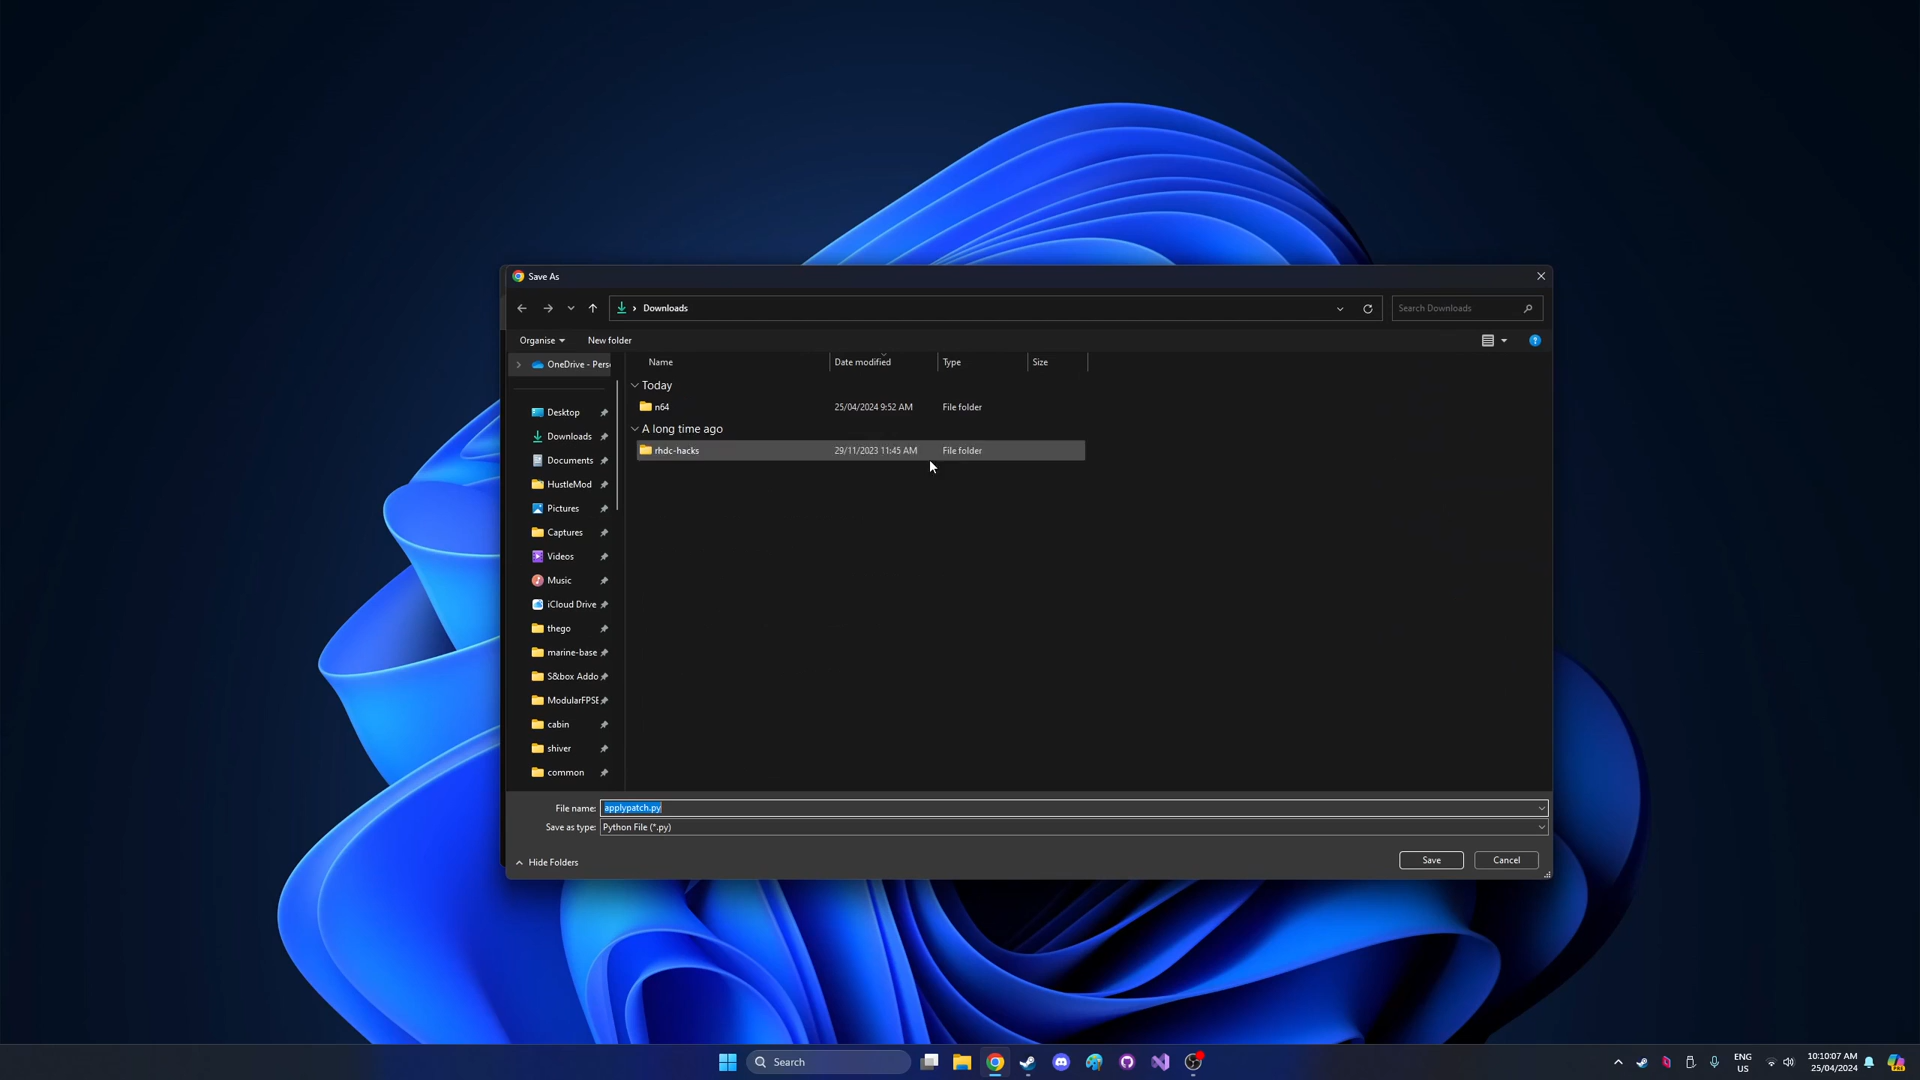 Save As
Downloads
Search Downloads
Organise
New folder
Name
Date modified
Type
Size
OneDrive - Perso
Today
n64
25/04/2024 9:52 AM
File folder
A long time ago
rhdc-hacks
29/11/2023 11:45 AM
File folder
Desktop
Downloads
Documents
HustleMod
Pictures
Captures
Videos
Music
iCloud Drive
thego
marine-base
S&box Addo
ModularFPSE
cabin
shiver
common
File name:
applypatch.py
Save as type:
Python File (*.py)
Hide Folders
Save
Cancel
Search
ENG
US
10:10:07 AM
25/04/2024